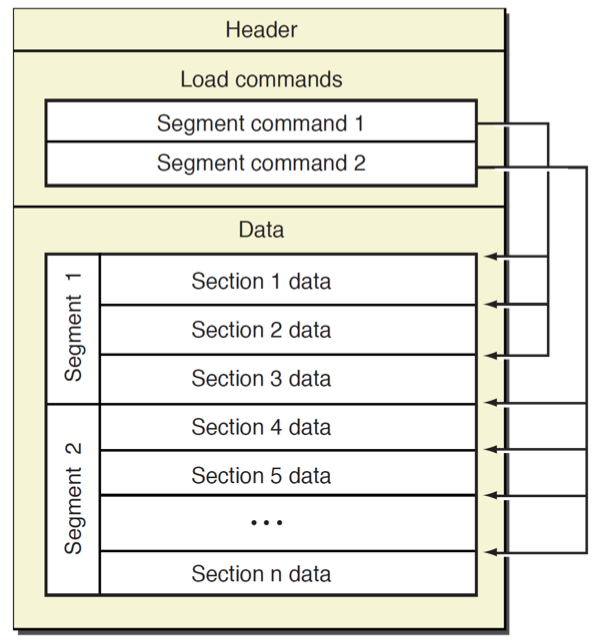 Header
Load commands
Segment command 1
Segment command 2
Data
Segment 1
Section 1 data
Section 2 data
Section 3 data
Segment 2
Section 4 data
Section 5 data
...
Section n data